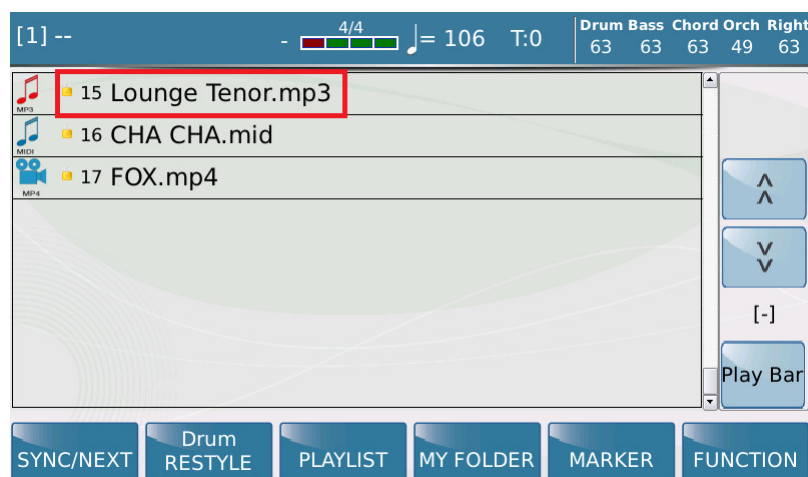 [1] --
- 4/4 = 106 T:0
Drum Bass Chord Orch Right
63 63 63 49 63
MP3 15 Lounge Tenor.mp3
MIDI 16 CHA CHA.mid
MP4 17 FOX.mp4
[-]
Play Bar
SYNC/NEXT
Drum
RESTYLE
PLAYLIST
MY FOLDER
MARKER
FUNCTION